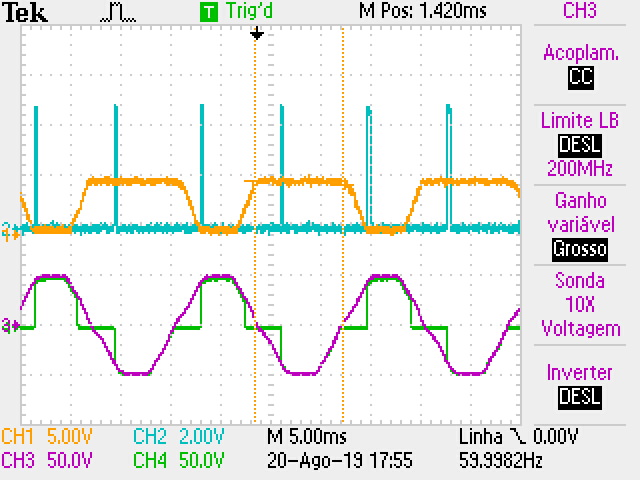 Tek T Trig'd M Pos: 1.420ms CH3
Acoplam.
CC
Limite LB
DESL
200MHz
Ganho
variável
Grosso
Sonda
10X
Voltagem
Inverter
DESL
CH1 5.00V CH2 2.00V M 5.00ms Linha 0.00V
CH3 50.0V CH4 50.0V 20-Ago-19 17:55 59.9982Hz